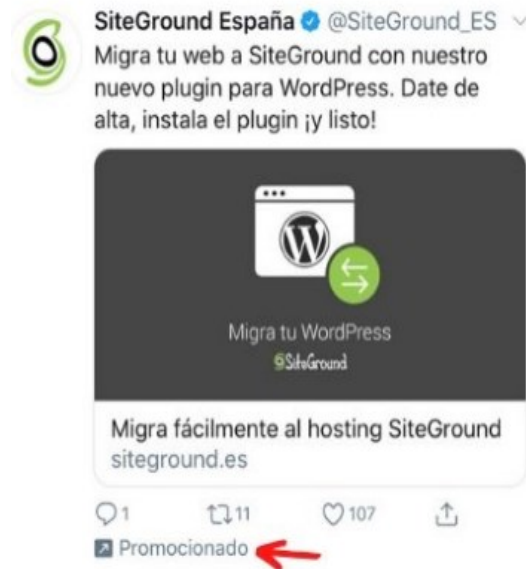 SiteGround España @SiteGround_ES
Migra tu web a SiteGround con nuestro
nuevo plugin para WordPress. Date de
alta, instala el plugin ¡y listo!
Migra tu WordPress
SiteGround
Migra fácilmente al hosting SiteGround
siteground.es
1 11 107
Promocionado